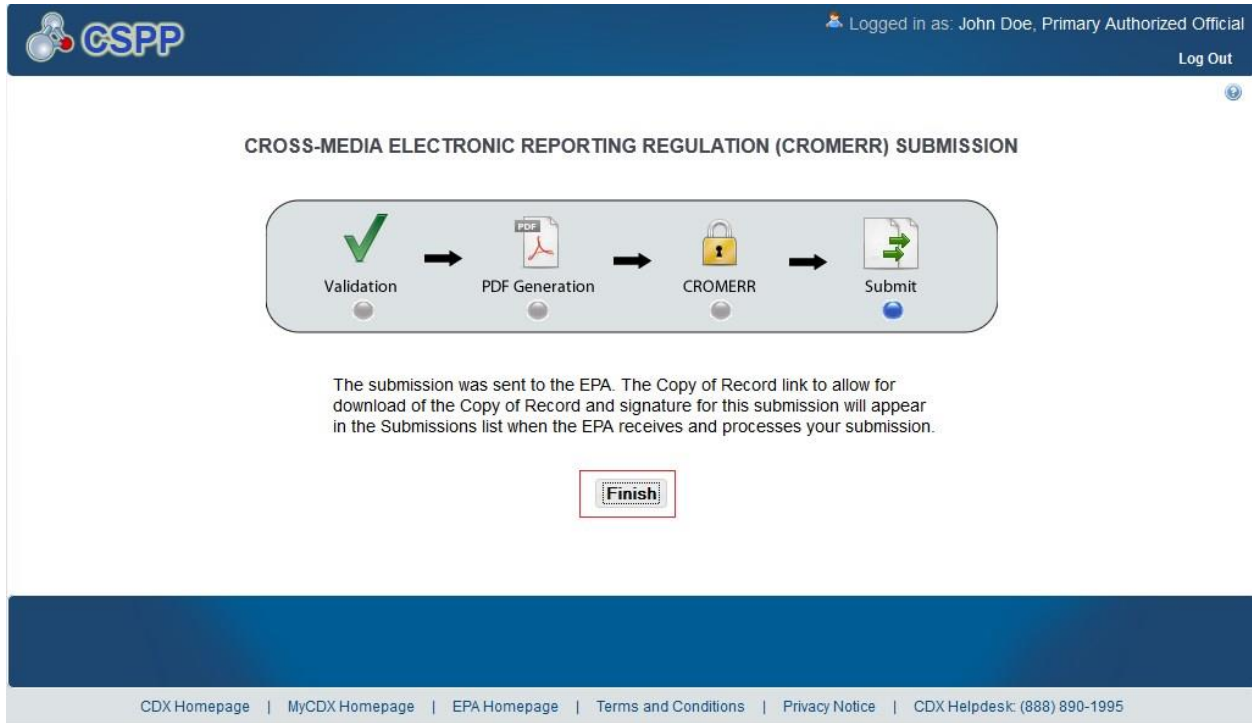 CSPP
Logged in as: John Doe, Primary Authorized Official
Log Out
?
CROSS-MEDIA ELECTRONIC REPORTING REGULATION (CROMERR) SUBMISSION
PDF
Validation PDF Generation CROMERR Submit
The submission was sent to the EPA. The Copy of Record link to allow for
download of the Copy of Record and signature for this submission will appear
in the Submissions list when the EPA receives and processes your submission.
Finish
CDX Homepage | MyCDX Homepage | EPA Homepage | Terms and Conditions | Privacy Notice | CDX Helpdesk: (888) 890-1995